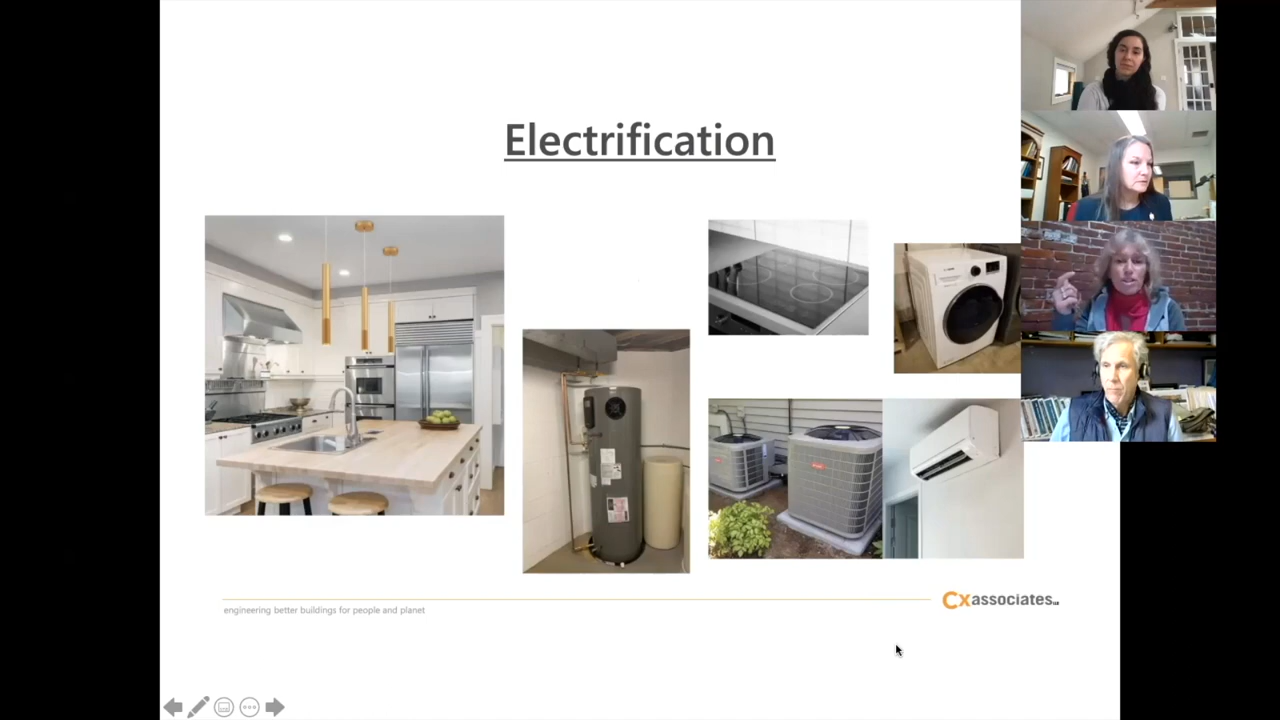 Electrification
engineering better buildings for people and planet
Cxassociates